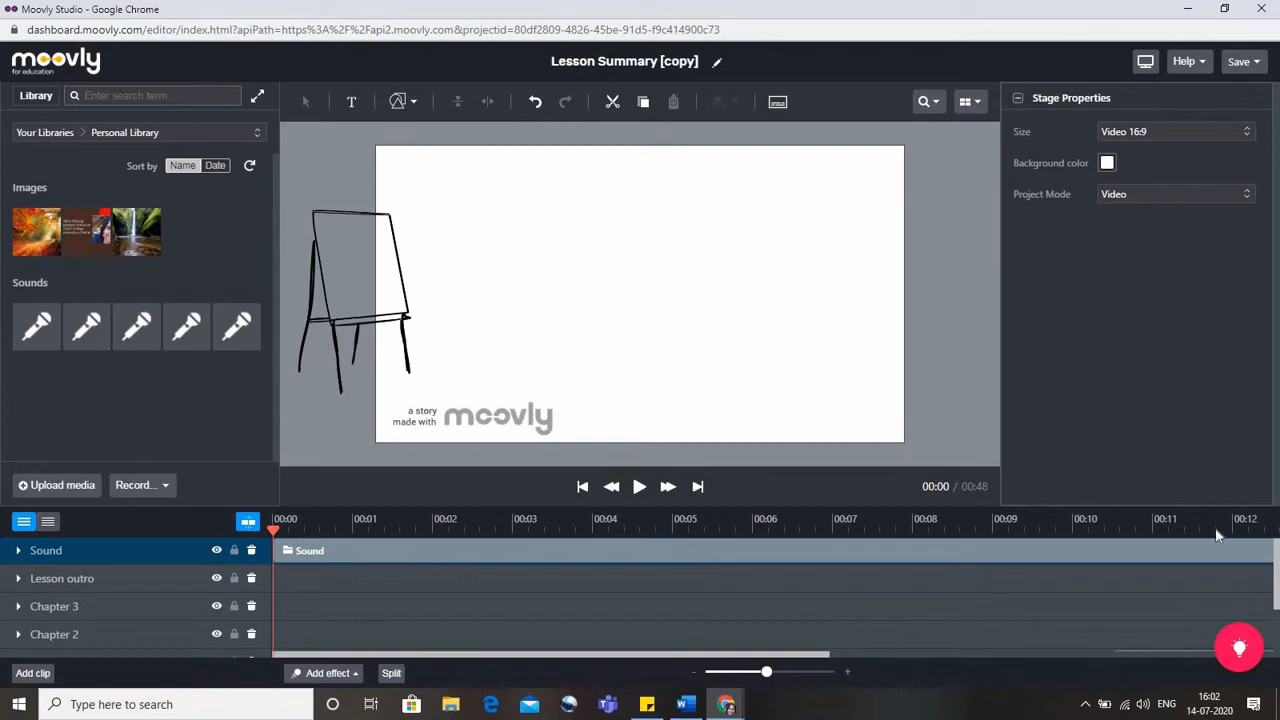 Moovly Studio - Google Chrome
dashboard.moovly.com/editor/index.html?apiPath=https%3A%2F%2Fapi2.moovly.com&projectid=80df2809-4826-45be-91d5-f9c414900c73
moovly
for education
Lesson Summary [copy]
Help
Save
Library
Enter search term...
T
Stage Properties
Your Libraries > Personal Library
Size
Video 16:9
Sort by
Name
Date
Background color
Images
Project Mode
Video
Sounds
a story
made with
moovly
Upload media
Record...
00:00 / 00:48
00:00
00:01
00:02
00:03
00:04
00:05
00:06
00:07
00:08
00:09
00:10
00:11
00:12
Sound
Sound
Lesson outro
Chapter 3
Chapter 2
Add clip
Add effect
Split
- +
Type here to search
ENG
16:02
14-07-2020